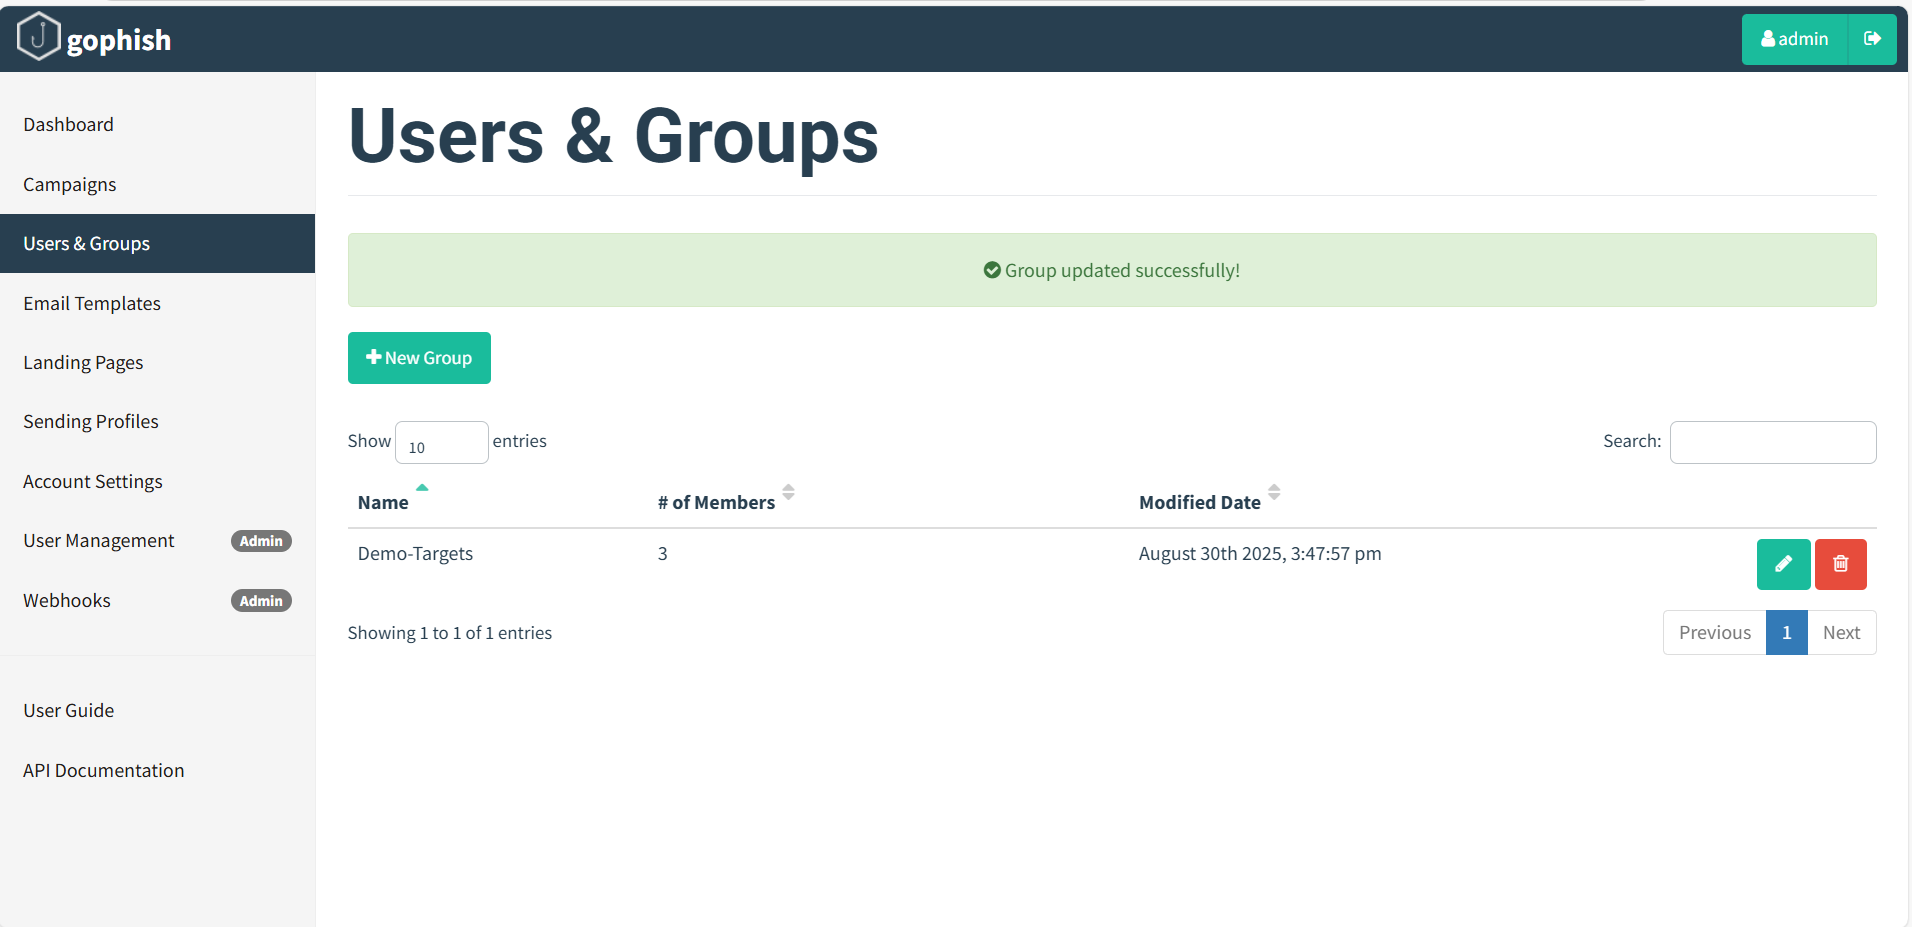 gophish
admin
Dashboard
Campaigns
Users & Groups
Email Templates
Landing Pages
Sending Profiles
Account Settings
User Management Admin
Webhooks Admin
User Guide
API Documentation
Users & Groups
Group updated successfully!
New Group
Show 10 entries
Search:
Name # of Members Modified Date
Demo-Targets 3 August 30th 2025, 3:47:57 pm
Showing 1 to 1 of 1 entries
Previous 1 Next